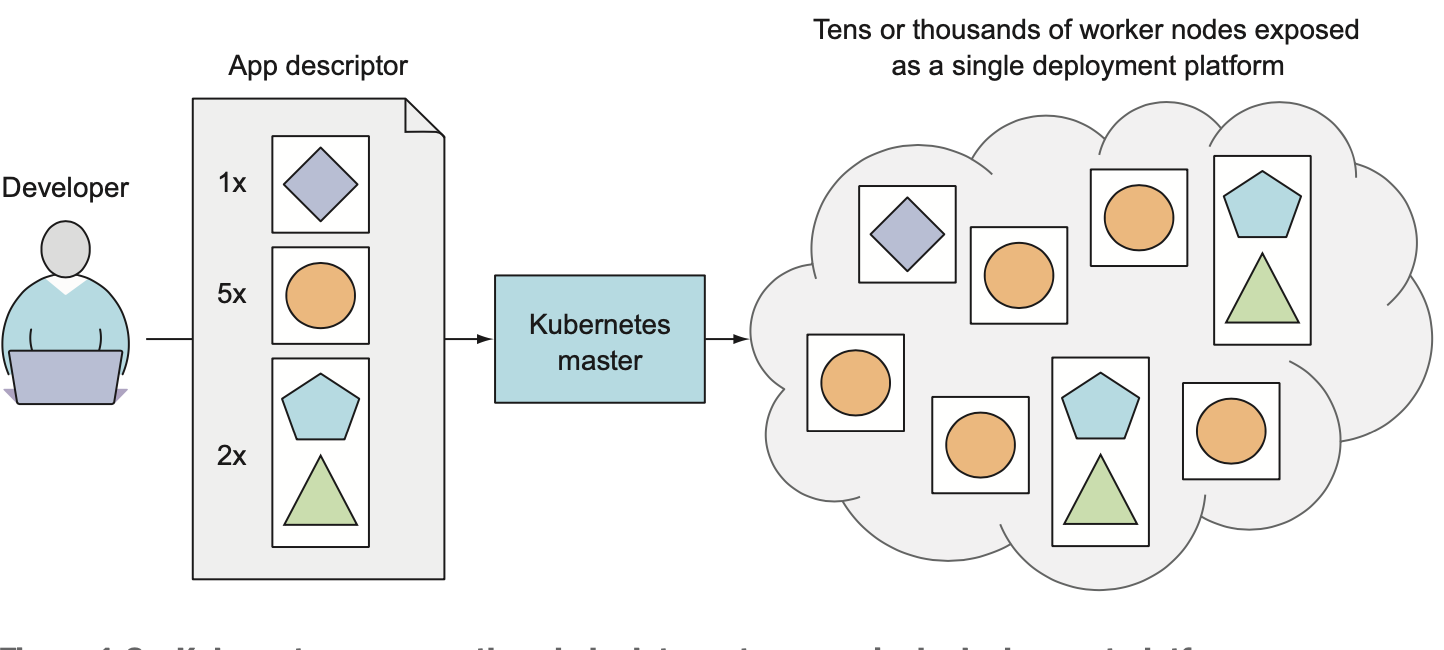 Tens or thousands of worker nodes exposed
as a single deployment platform
App descriptor
Developer
1x
5x
2x
Kubernetes
master